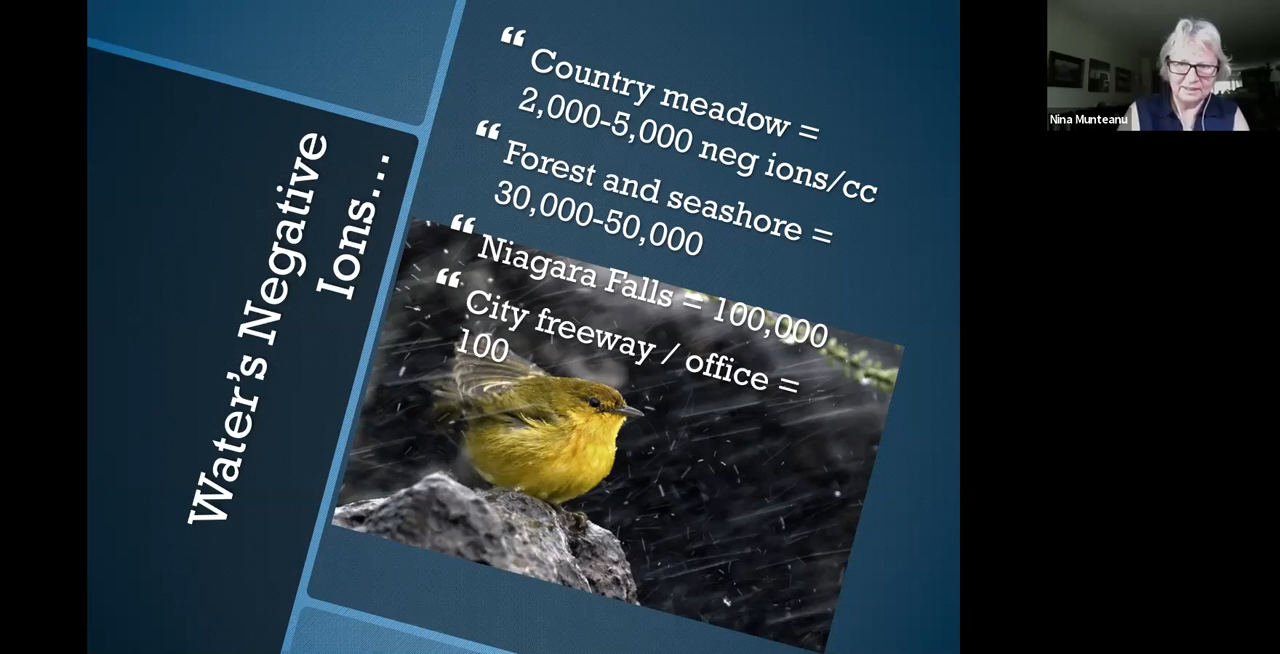 Water's Negative
Ions...
“ Country meadow =
2,000-5,000 neg ions/cc
“ Forest and seashore =
30,000-50,000
“ Niagara Falls = 100,000
“ City freeway / office =
100
Nina Munteanu